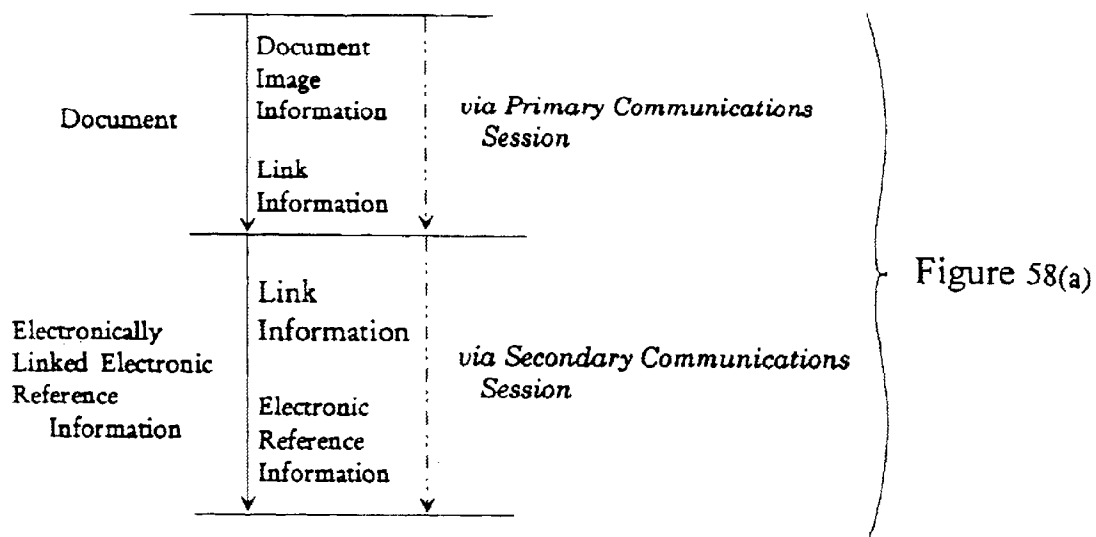 Document
Document
Image
Information
Link
Information
via Primary Communications
Session
Electronically
Linked Electronic
Reference
Information
Link
Information
Electronic
Reference
Information
via Secondary Communications
Session
Figure 58(a)